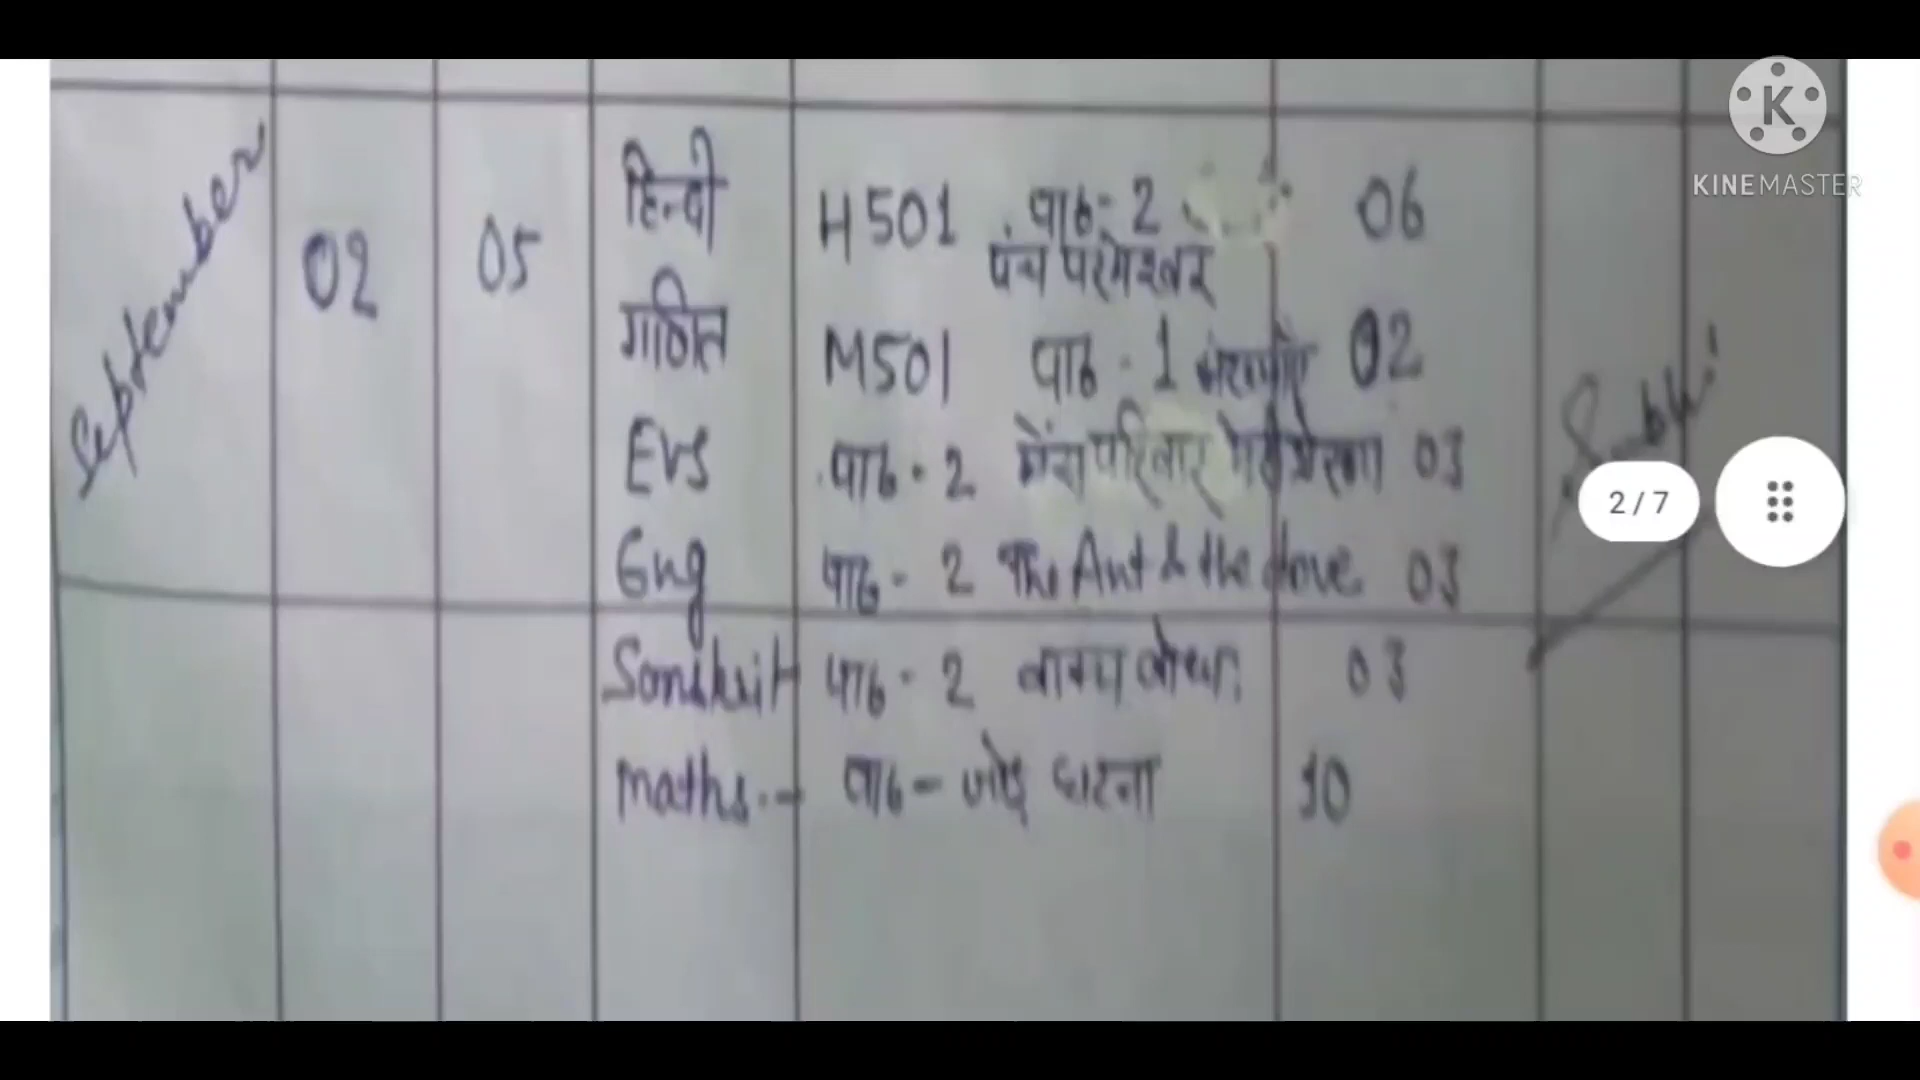 KINEMASTER
September 02 05 हिन्दी H501 पाठ-2 06
पंच परमेश्वर
गणित M501 पाठ-1 02
EVS पाठ-2 परिवार 03
Eng पाठ-2 The Ant & the dove 03
Sanskrit पाठ-2 03
maths:- पाठ- जोड़ घटना 10
2/7